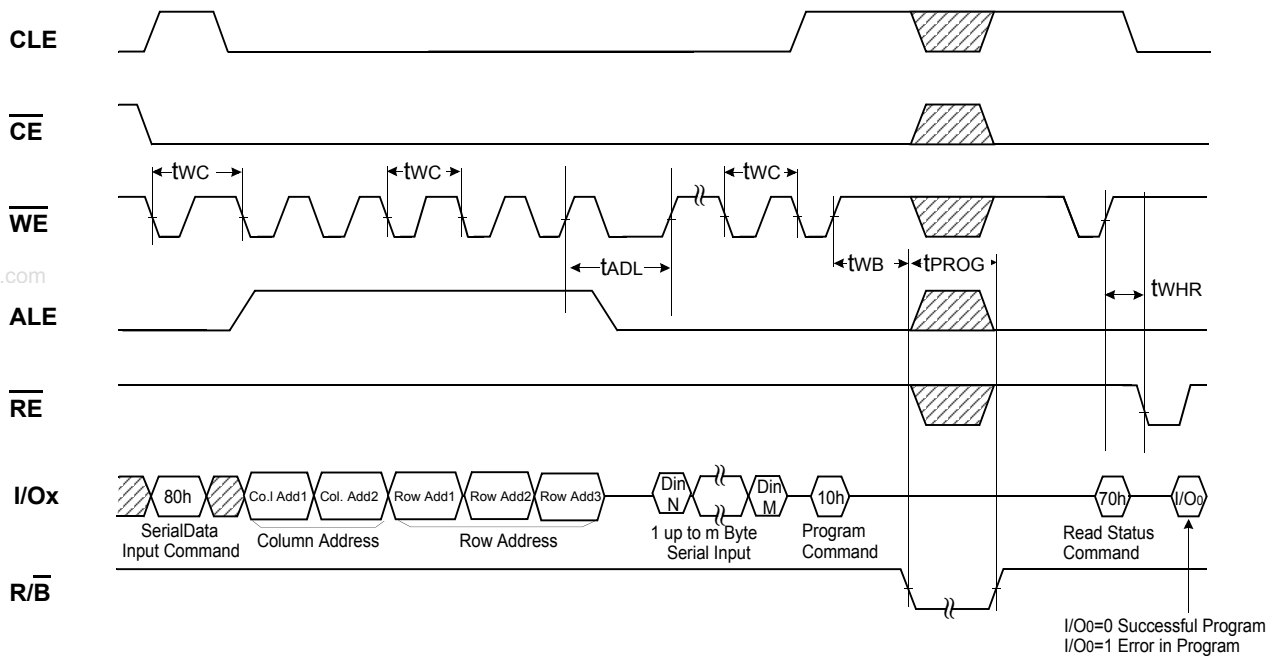 CLE
CE
tWC
tWC
tWC
WE
tADL
tWB
tPROG
tWHR
.com
ALE
RE
I/Ox
80h
Co.l Add1
Col. Add2
Row Add1
Row Add2
Row Add3
Din
N
Din
M
10h
70h
I/O0
SerialData
Input Command
Column Address
Row Address
1 up to m Byte
Serial Input
Program
Command
Read Status
Command
R/B
I/O0=0 Successful Program
I/O0=1 Error in Program